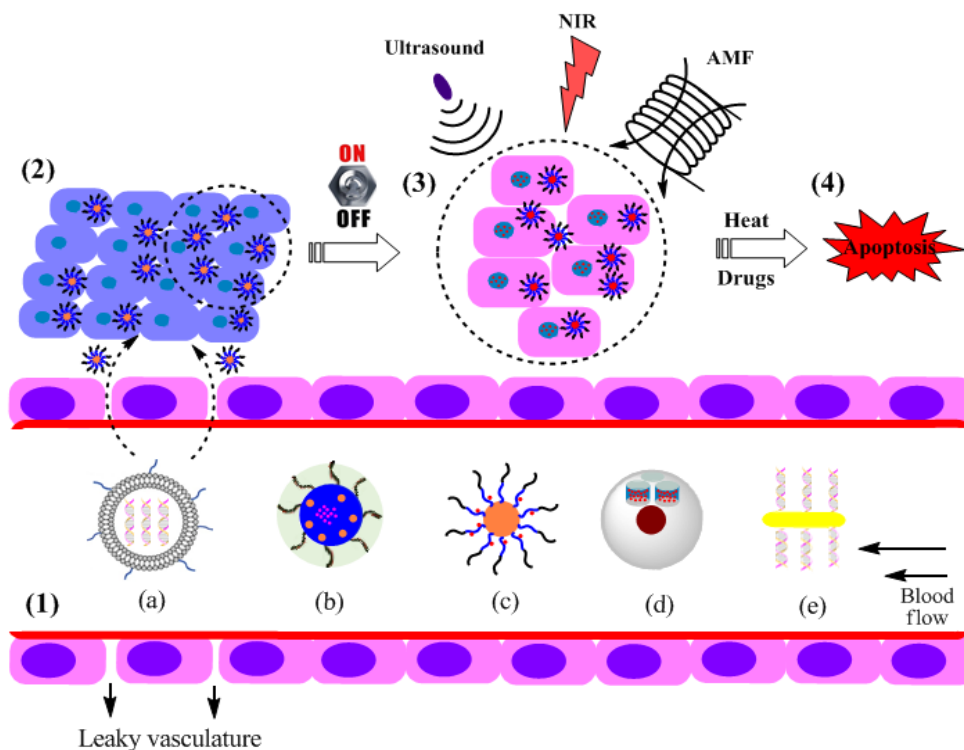 NIR
Ultrasound
AMF
(2)
ON
OFF
(3)
(4)
Heat
Drugs
Apoptosis
(1)
(a)
(b)
(c)
(d)
(e)
Blood
flow
Leaky vasculature